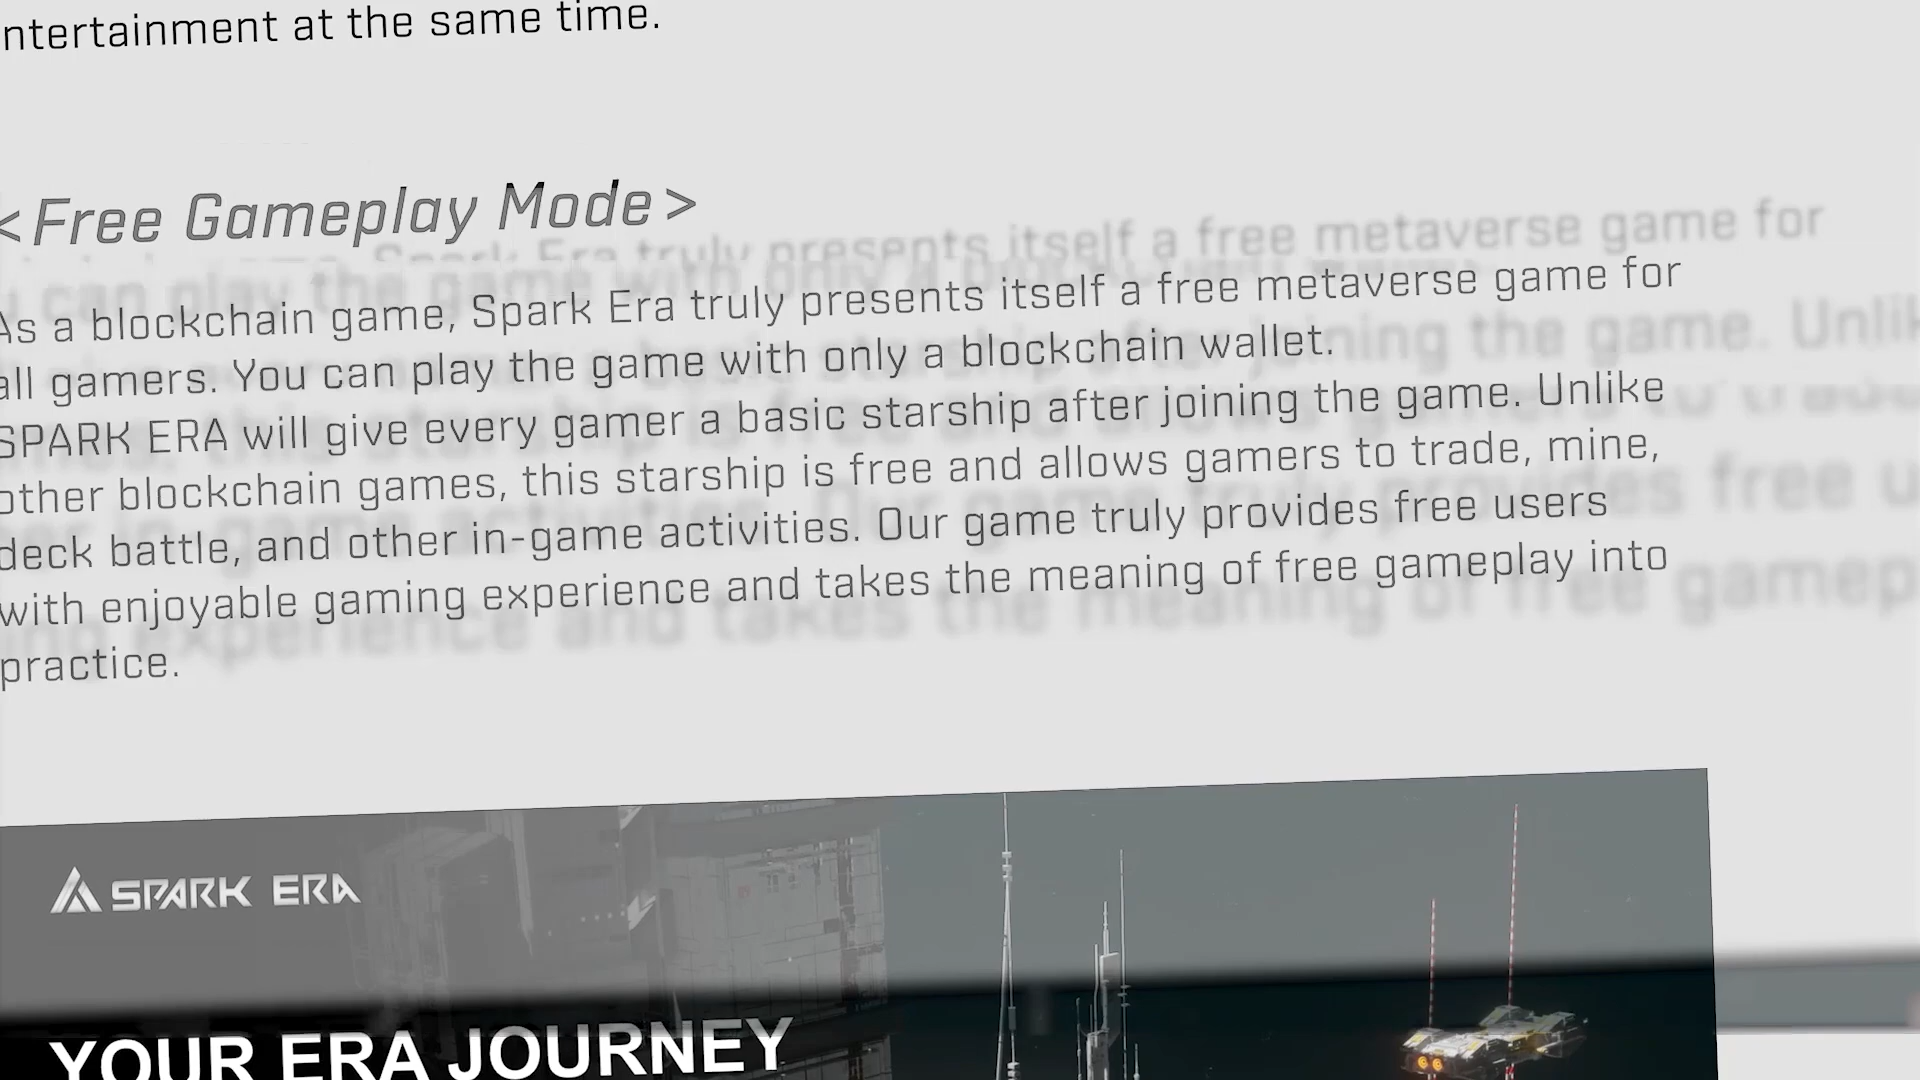 ntertainment at the same time.
<Free Gameplay Mode>
As a blockchain game, Spark Era truly presents itself a free metaverse game for
all gamers. You can play the game with only a blockchain wallet.
SPARK ERA will give every gamer a basic starship after joining the game. Unlike
other blockchain games, this starship is free and allows gamers to trade, mine,
deck battle, and other in-game activities. Our game truly provides free users
with enjoyable gaming experience and takes the meaning of free gameplay into
practice.
SPARK ERA
YOUR ERA JOURNEY